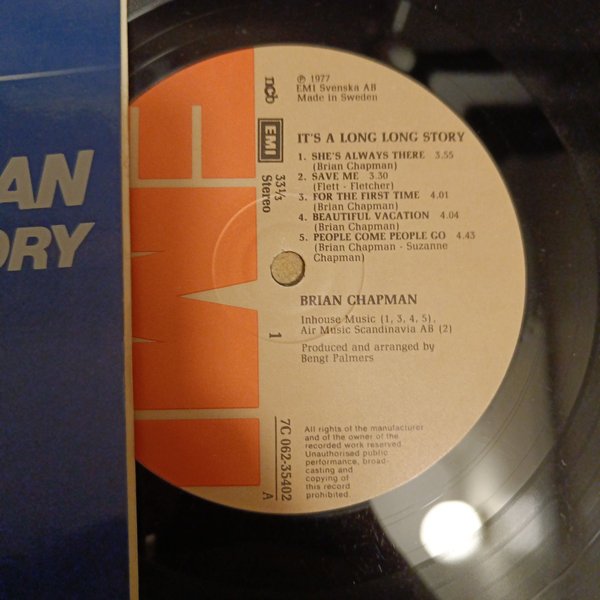 AN
ORY
℗ 1977
EMI Svenska AB
Made in Sweden
ncb
EMI
33 1/3
Stereo
IT'S A LONG LONG STORY
1. SHE'S ALWAYS THERE 3.55
(Brian Chapman)
2. SAVE ME 3.30
(Flett - Fletcher)
3. FOR THE FIRST TIME 4.01
(Brian Chapman)
4. BEAUTIFUL VACATION 4.04
(Brian Chapman)
5. PEOPLE COME PEOPLE GO 4.43
(Brian Chapman - Suzanne
Chapman)
BRIAN CHAPMAN
Inhouse Music (1, 3, 4, 5),
Air Music Scandinavia AB (2)
Produced and arranged by
Bengt Palmers
1
7C 062-35402
A
All rights of the manufacturer
and of the owner of the
recorded work reserved.
Unauthorised public
performance, broad-
casting and
copying of
this record
prohibited.
EMI